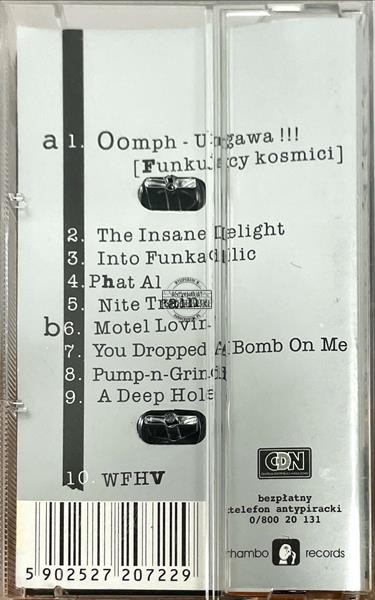 a 1. Oomph - Ungawa !!!
[Funkujący kosmici]
2. The Insane Delight
3. Into Funkadelic
4. Phat Al
5. Nite Train
b 6. Motel Lovin
7. You Dropped A Bomb On Me
8. Pump-n-Grind
9. A Deep Hole
10. WFHV
CDN
bezpłatny
telefon antypiracki
0/800 20 131
rhambo records
5 902527 207229